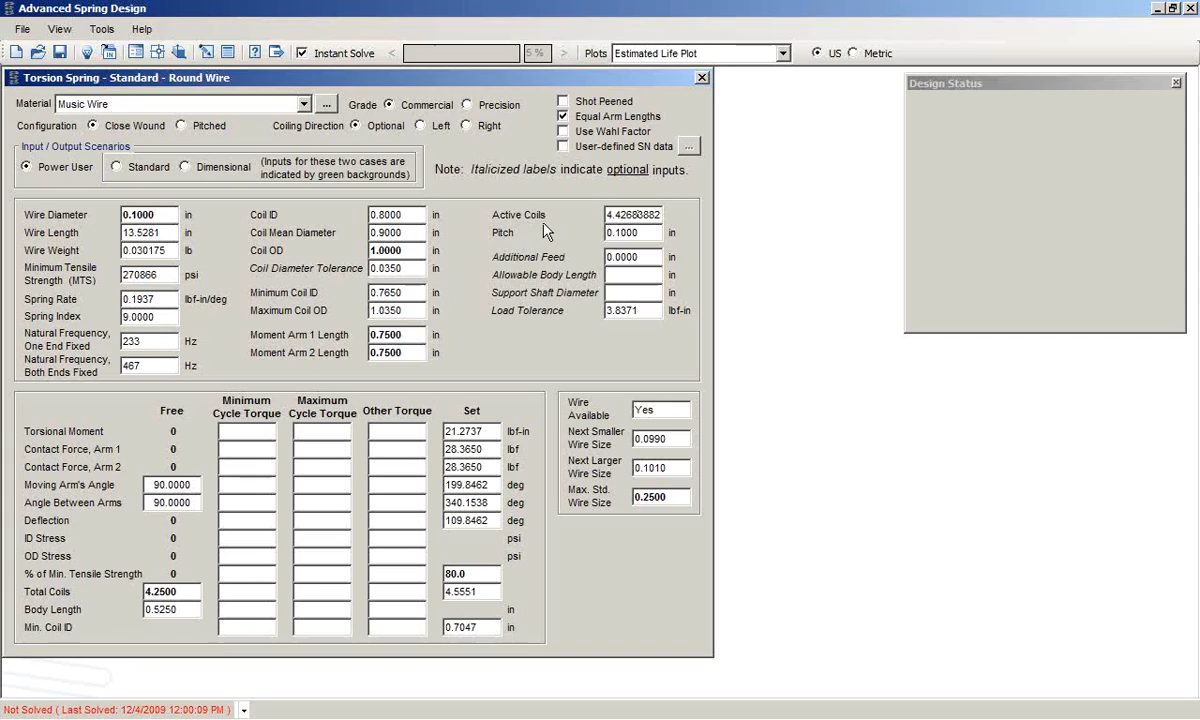 Advanced Spring Design
File View Tools Help
Instant Solve < 5 % > Plots Estimated Life Plot US Metric
Torsion Spring - Standard - Round Wire
Design Status
Material Music Wire ... Grade Commercial Precision
Configuration Close Wound Pitched Coiling Direction Optional Left Right
Shot Peened
Equal Arm Lengths
Use Wahl Factor
User-defined SN data ...
Input / Output Scenarios
Power User Standard Dimensional (Inputs for these two cases are indicated by green backgrounds)
Note: Italicized labels indicate optional inputs.
Wire Diameter 0.1000 in
Wire Length 13.5281 in
Wire Weight 0.030175 lb
Minimum Tensile Strength (MTS) 270866 psi
Spring Rate 0.1937 lbf-in/deg
Spring Index 9.0000
Natural Frequency, One End Fixed 233 Hz
Natural Frequency, Both Ends Fixed 467 Hz
Coil ID 0.8000 in
Coil Mean Diameter 0.9000 in
Coil OD 1.0000 in
Coil Diameter Tolerance 0.0350 in
Minimum Coil ID 0.7650 in
Maximum Coil OD 1.0350 in
Moment Arm 1 Length 0.7500 in
Moment Arm 2 Length 0.7500 in
Active Coils 4.42683882
Pitch 0.1000 in
Additional Feed 0.0000 in
Allowable Body Length in
Support Shaft Diameter in
Load Tolerance 3.8371 lbf-in
Free Minimum Cycle Torque Maximum Cycle Torque Other Torque Set
Torsional Moment 0 21.2737 lbf-in
Contact Force, Arm 1 0 28.3650 lbf
Contact Force, Arm 2 0 28.3650 lbf
Moving Arm's Angle 90.0000 199.8462 deg
Angle Between Arms 90.0000 340.1538 deg
Deflection 0 109.8462 deg
ID Stress 0 psi
OD Stress 0 psi
% of Min. Tensile Strength 0 80.0
Total Coils 4.2500 4.5551
Body Length 0.5250 in
Min. Coil ID 0.7047 in
Wire Available Yes
Next Smaller Wire Size 0.0990
Next Larger Wire Size 0.1010
Max. Std. Wire Size 0.2500
Not Solved ( Last Solved: 12/4/2009 12:00:09 PM )